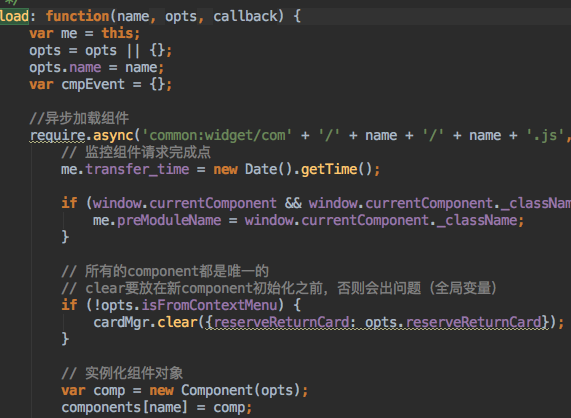 */
load: function(name, opts, callback) {
var me = this;
opts = opts || {};
opts.name = name;
var cmpEvent = {};
//异步加载组件
require.async('common:widget/com' + '/' + name + '/' + name + '.js',
// 监控组件请求完成点
me.transfer_time = new Date().getTime();
if (window.currentComponent && window.currentComponent._classNam
me.preModuleName = window.currentComponent._className;
}
// 所有的component都是唯一的
// clear要放在新component初始化之前，否则会出问题（全局变量）
if (!opts.isFromContextMenu) {
cardMgr.clear({reserveReturnCard: opts.reserveReturnCard});
}
// 实例化组件对象
var comp = new Component(opts);
components[name] = comp;